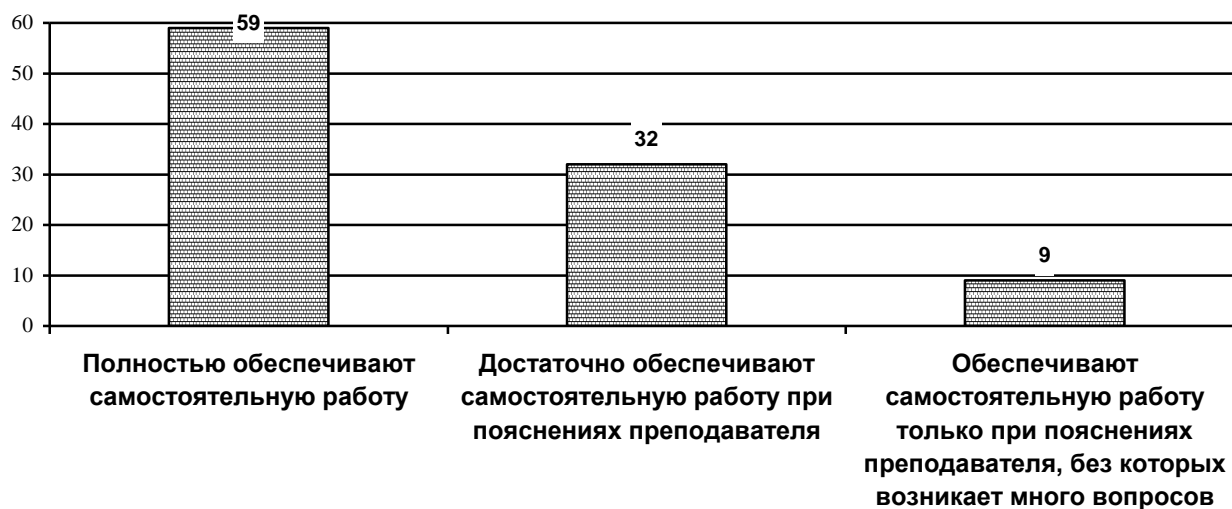 60
59
50
40
32
30
20
9
10
0
Полностью обеспечивают
самостоятельную работу
Достаточно обеспечивают
самостоятельную работу при
пояснениях преподавателя
Обеспечивают
самостоятельную работу
только при пояснениях
преподавателя, без которых
возникает много вопросов